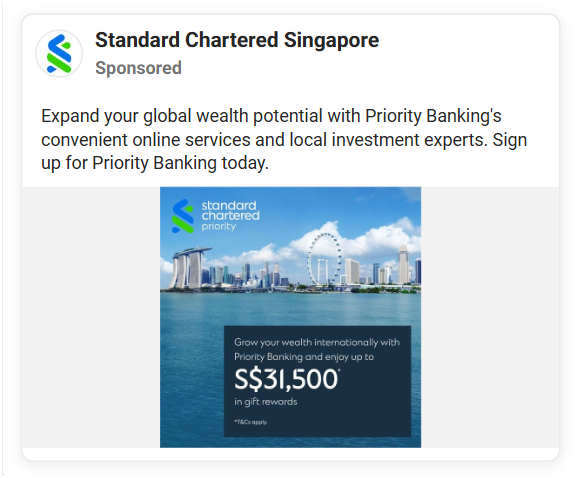 Standard Chartered Singapore
Sponsored
Expand your global wealth potential with Priority Banking's
convenient online services and local investment experts. Sign
up for Priority Banking today.
standard
chartered
priority
Grow your wealth internationally with
Priority Banking and enjoy up to
S$31,500*
in gift rewards
*T&Cs apply.